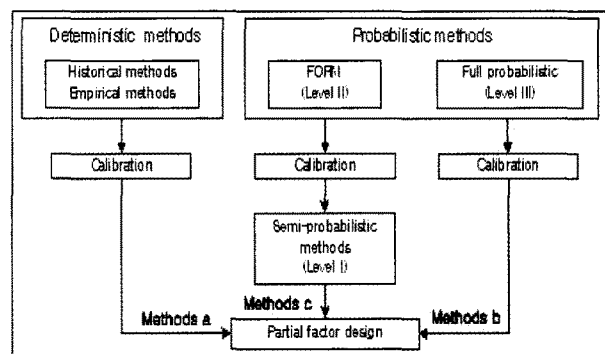 Deterministic methods
Probabilistic methods
Historical methods
Empirical methods
FORM
(Level II)
Full probabilistic
(Level III)
Calibration
Calibration
Calibration
Semi-probabilistic
methods
(Level I)
Methods a
Methods c
Methods b
Partial factor design